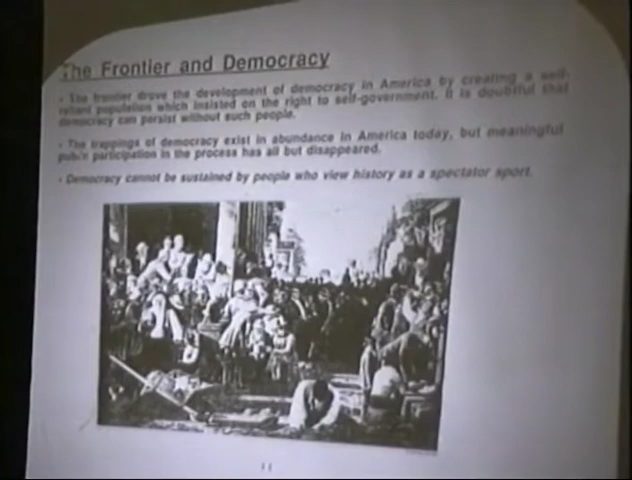 The Frontier and Democracy
• The frontier drove the development of democracy in America by creating a self-
reliant population which insisted on the right to self-government. It is doubtful that
democracy can persist without such people.
• The trappings of democracy exist in abundance in America today, but meaningful
public participation in the process has all but disappeared.
• Democracy cannot be sustained by people who view history as a spectator sport.